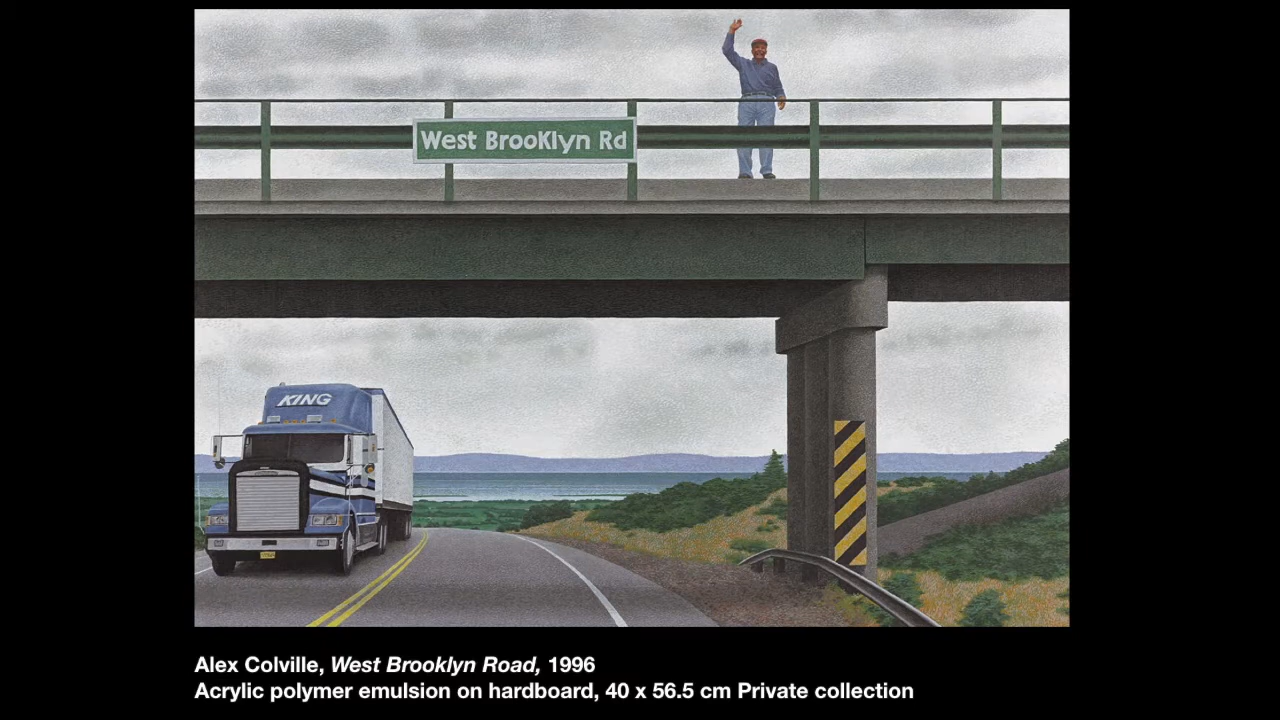 West BrooKlyn Rd
KING
Alex Colville, West Brooklyn Road, 1996
Acrylic polymer emulsion on hardboard, 40 x 56.5 cm Private collection